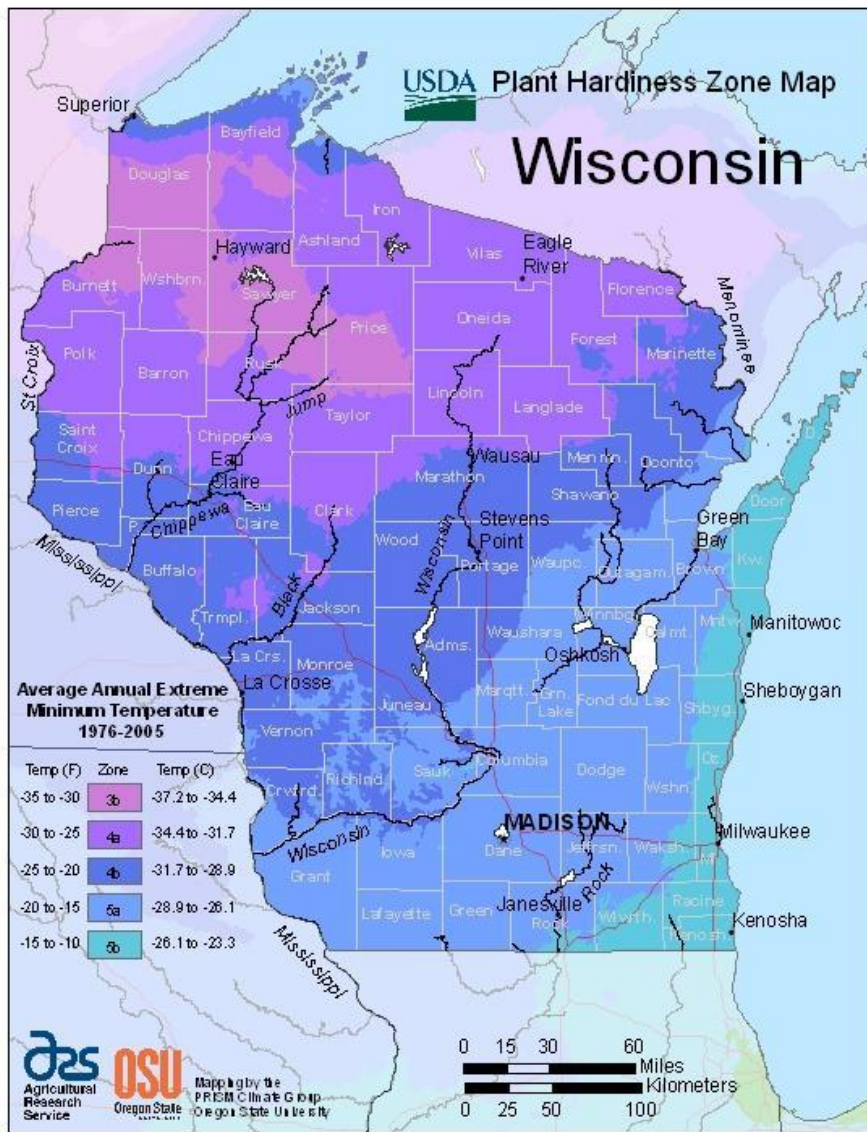 USDA Plant Hardiness Zone Map
Wisconsin
Superior
Bayfield
Douglas
Iron
Ashland
Hayward
Vilas
Eagle
River
Burnett
Wshbrn.
Sawyer
Florence
Menominee
Price
Oneida
Forest
Marinette
Polk
St Croix
Barron
Rusk
Lincoln
Langlade
Jump
Taylor
Saint
Croix
Chippewa
Dunn
Eau
Claire
Marathon
Wausau
Oconto
Shawano
Pierce
Clark
Eau
Claire
Chippewa
Door
Mississippi
Wisconsin
Stevens
Point
Green
Bay
Wood
Portage
Waupc.
Outagam.
Brown
Kw.
Buffalo
Black
Trmpl.
Jackson
Adms.
Waushara
Winnbg.
Calmt.
Mntw.
Manitowoc
Oshkosh
La Crs.
Monroe
La Crosse
Juneau
Marqtt.
Grn.
Lake
Fond du Lac
Shbyg.
Sheboygan
Average Annual Extreme
Minimum Temperature
1976-2005
Vernon
Richlnd.
Sauk
Columbia
Dodge
Oz.
Wshn.
Crwfrd.
Temp (F) Zone Temp (C)
-35 to -30 3b -37.2 to -34.4
-30 to -25 4a -34.4 to -31.7
-25 to -20 4b -31.7 to -28.9
-20 to -15 5a -28.9 to -26.1
-15 to -10 5b -26.1 to -23.3
Wisconsin
MADISON
Milwaukee
Iowa
Dane
Jeffrsn.
Waksh.
Mil
Grant
Lafayette
Green
Janesville
Rock
Rock
Wlwrth.
Racine
Kenosh.
Kenosha
Mississippi
ars
Agricultural
Research
Service
OSU
Oregon State
Mapping by the
PRISM Climate Group
Oregon State University
0 15 30 60
Miles
Kilometers
0 25 50 100